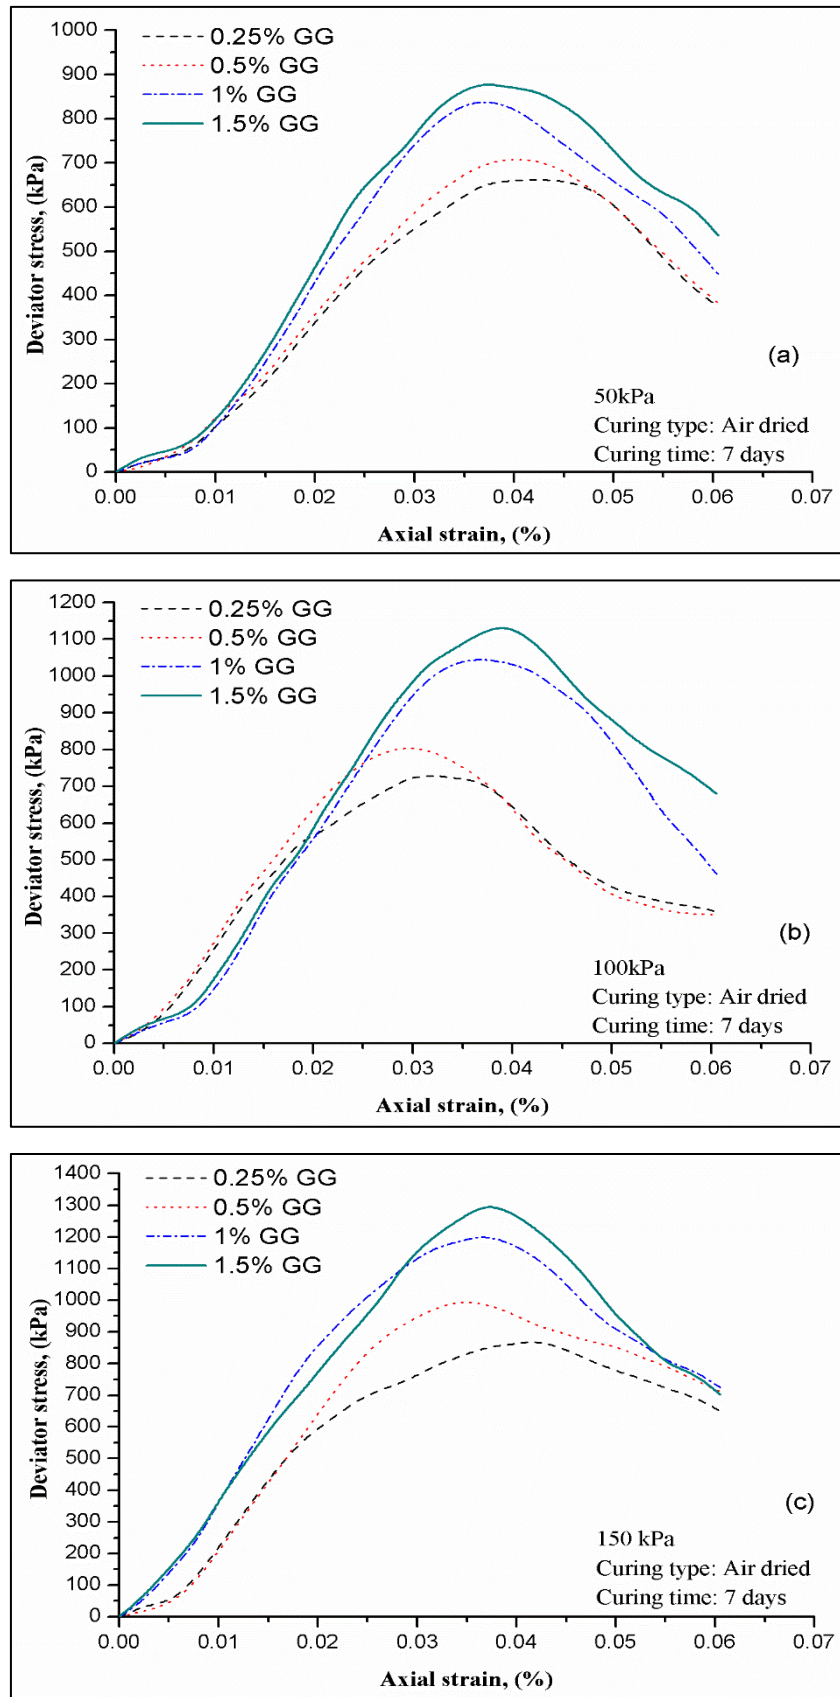 1000
900
800
700
600
500
400
300
200
100
0
Deviator stress, (kPa)
0.25% GG
0.5% GG
1% GG
1.5% GG
(a)
50kPa
Curing type: Air dried
Curing time: 7 days
0.00 0.01 0.02 0.03 0.04 0.05 0.06 0.07
Axial strain, (%)
1200
1100
1000
900
800
700
600
500
400
300
200
100
0
Deviator stress, (kPa)
0.25% GG
0.5% GG
1% GG
1.5% GG
(b)
100kPa
Curing type: Air dried
Curing time: 7 days
0.00 0.01 0.02 0.03 0.04 0.05 0.06 0.07
Axial strain, (%)
1400
1300
1200
1100
1000
900
800
700
600
500
400
300
200
100
0
Deviator stress, (kPa)
0.25% GG
0.5% GG
1% GG
1.5% GG
(c)
150 kPa
Curing type: Air dried
Curing time: 7 days
0.00 0.01 0.02 0.03 0.04 0.05 0.06 0.07
Axial strain, (%)